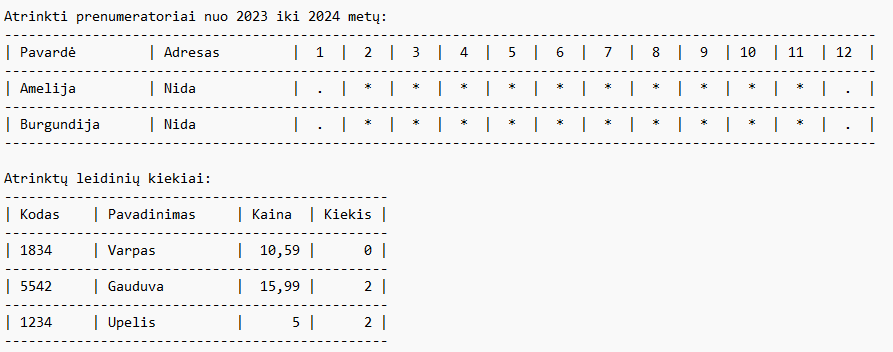 Atrinkti prenumeratoriai nuo 2023 iki 2024 metų:
-------------------------------------------------------------------------------------------------------------
| Pavardė         | Adresas         |  1  |  2  |  3  |  4  |  5  |  6  |  7  |  8  |  9  | 10  | 11  | 12  |
-------------------------------------------------------------------------------------------------------------
| Amelija         | Nida            |  .  |  *  |  *  |  *  |  *  |  *  |  *  |  *  |  *  |  *  |  *  |  .  |
-------------------------------------------------------------------------------------------------------------
| Burgundija      | Nida            |  .  |  *  |  *  |  *  |  *  |  *  |  *  |  *  |  *  |  *  |  *  |  .  |
-------------------------------------------------------------------------------------------------------------
Atrinktų leidinių kiekiai:
------------------------------------------------
| Kodas    | Pavadinimas     | Kaina  | Kiekis |
------------------------------------------------
| 1834     | Varpas          |  10,59 |      0 |
------------------------------------------------
| 5542     | Gauduva         |  15,99 |      2 |
------------------------------------------------
| 1234     | Upelis          |      5 |      2 |
------------------------------------------------